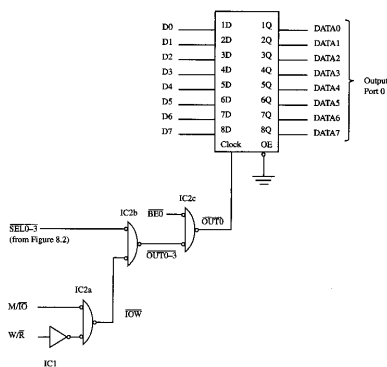 D0 1D 1Q DATA0
D1 2D 2Q DATA1
D2 3D 3Q DATA2
D3 4D 4Q DATA3
D4 5D 5Q DATA4
D5 6D 6Q DATA5
D6 7D 7Q DATA6
D7 8D 8Q DATA7
Clock OE
Output
Port 0
IC2c
BE0
OUT0
IC2b
SEL0–3
(from Figure 8.2)
OUT0–3
IC2a
M/IO
IOW
W/R
IC1